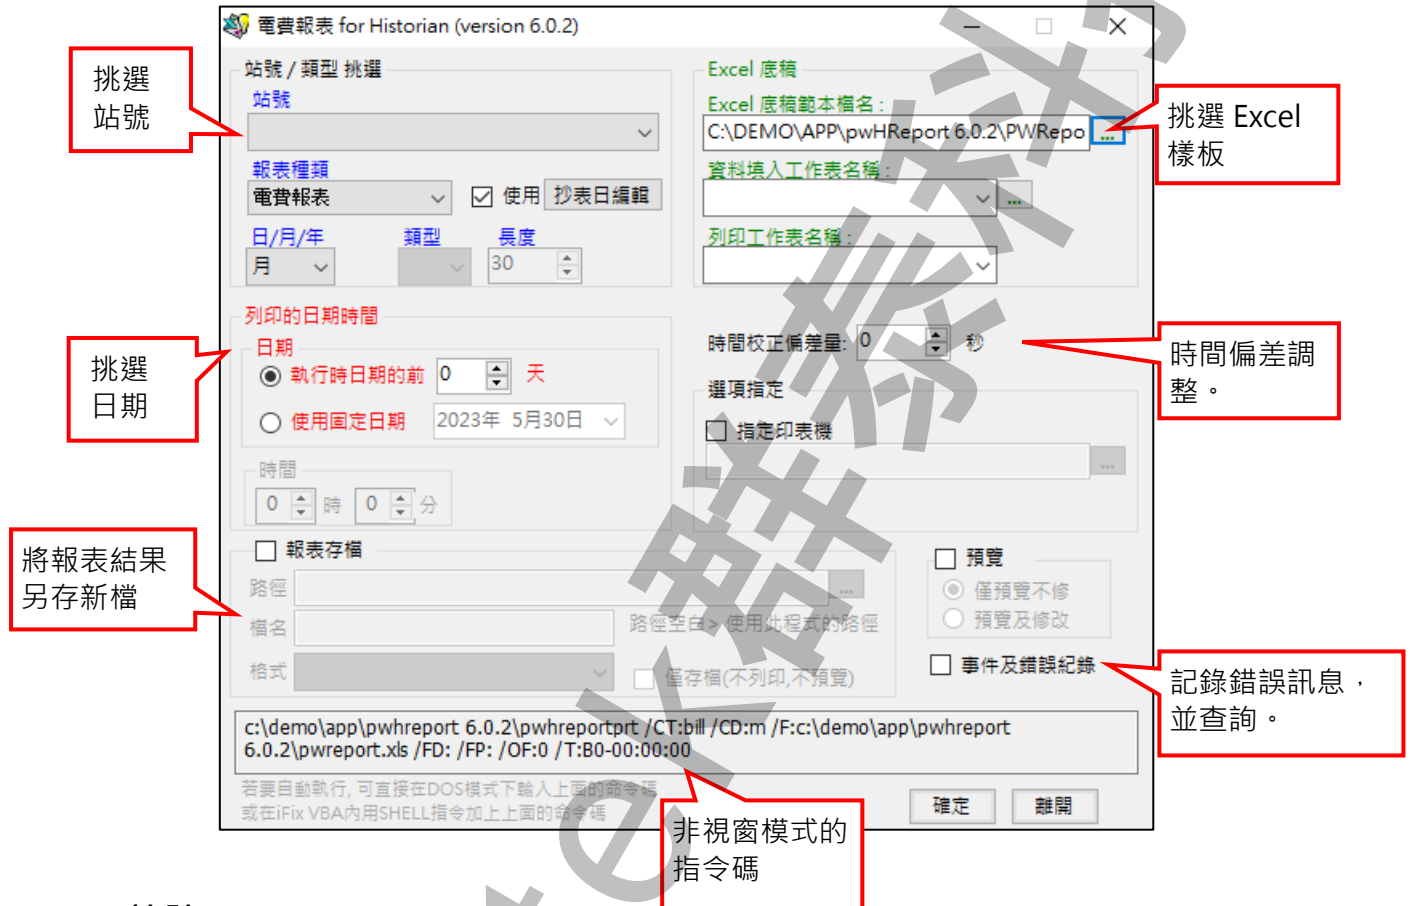 電費報表 for Historian (version 6.0.2)
挑選
站號
站號 / 類型 挑選
站號
報表種類
電費報表
使用
抄表日編輯
日/月/年
類型
長度
月
30
Excel 底稿
Excel 底稿範本檔名 :
C:\DEMO\APP\pwHReport 6.0.2\PWRepo
...
資料填入工作表名稱 :
...
列印工作表名稱 :
挑選 Excel
樣板
挑選
日期
列印的日期時間
日期
執行時日期的前
0
天
使用固定日期
2023年 5月30日
時間
0
時
0
分
時間校正偏差量:
0
秒
時間偏差調
整。
選項指定
指定印表機
...
將報表結果
另存新檔
報表存檔
路徑
...
檔名
路徑空白> 使用此程式的路徑
格式
僅存檔(不列印,不預覽)
預覽
僅預覽不修
預覽及修改
事件及錯誤紀錄
記錄錯誤訊息，
並查詢。
c:\demo\app\pwhreport 6.0.2\pwhreportprt /CT:bill /CD:m /F:c:\demo\app\pwhreport
6.0.2\pwreport.xls /FD: /FP: /OF:0 /T:B0-00:00:00
若要自動執行, 可直接在DOS模式下輸入上面的命令碼
或在iFix VBA內用SHELL指令加上上面的命令碼
確定
離開
非視窗模式的
指令碼